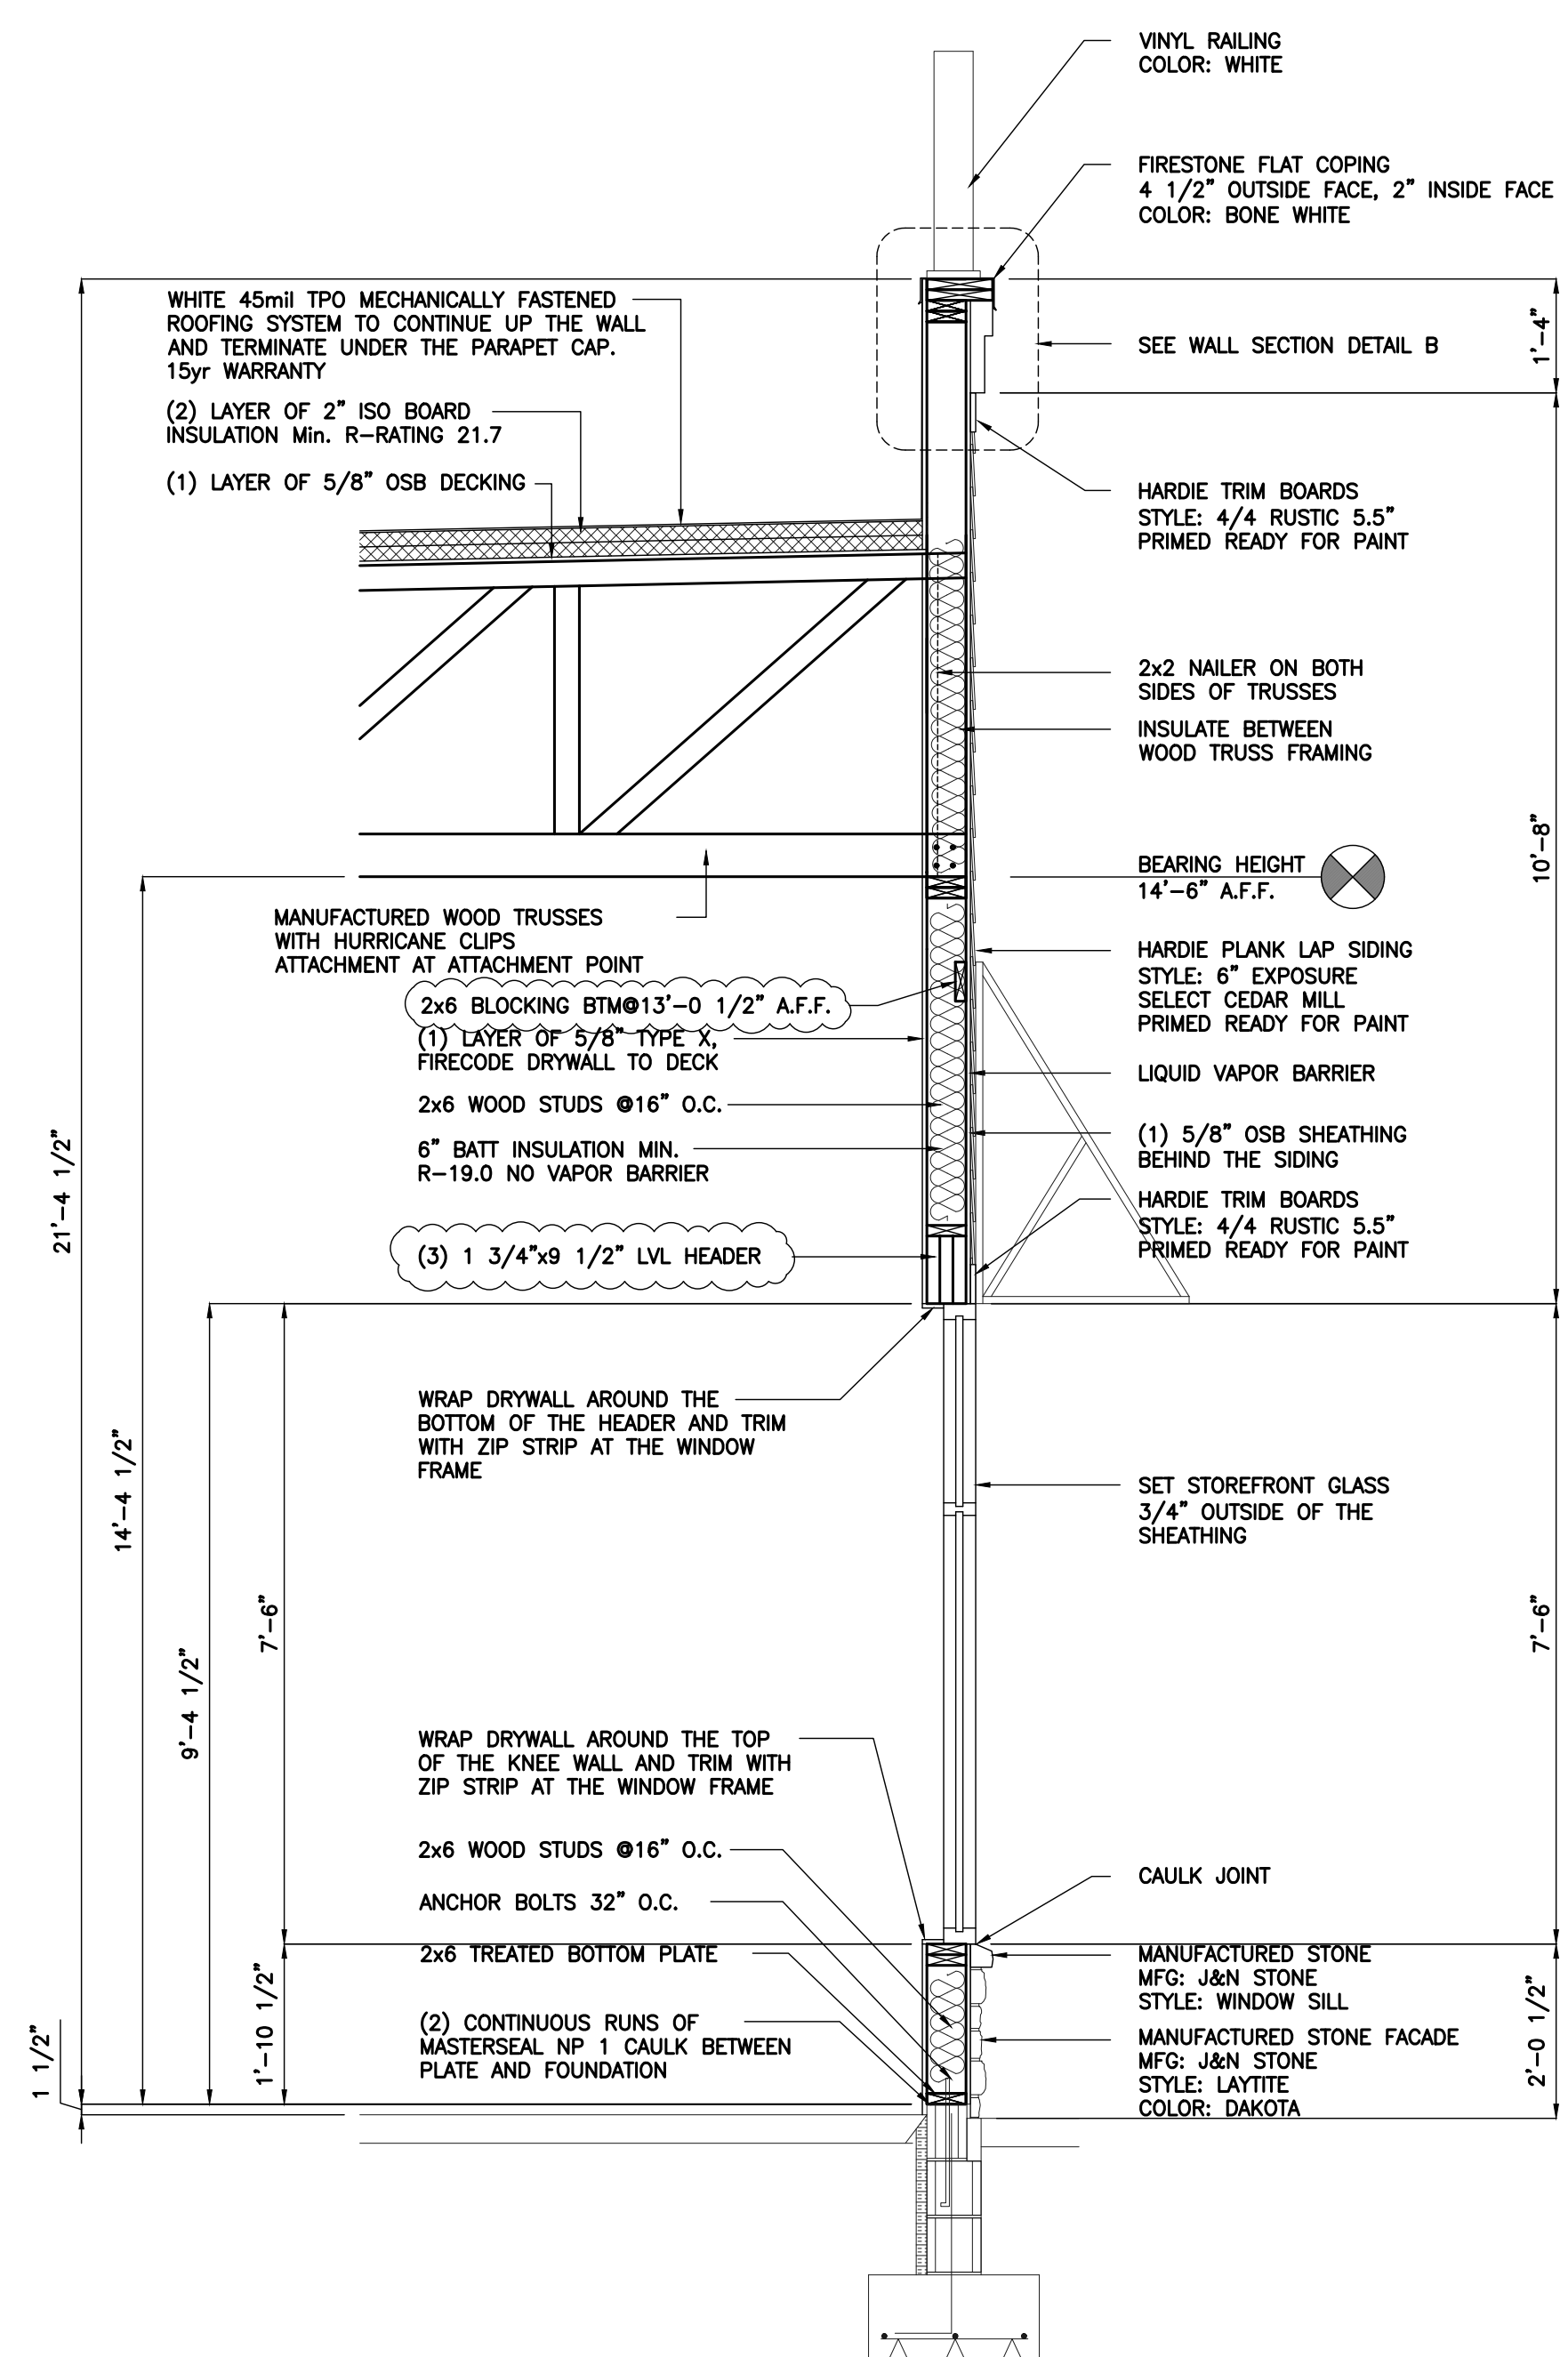 VINYL RAILING
COLOR: WHITE
FIRESTONE FLAT COPING
4 1/2" OUTSIDE FACE, 2" INSIDE FACE
COLOR: BONE WHITE
WHITE 45mil TPO MECHANICALLY FASTENED
ROOFING SYSTEM TO CONTINUE UP THE WALL
AND TERMINATE UNDER THE PARAPET CAP.
15yr WARRANTY
SEE WALL SECTION DETAIL B
1'-4"
(2) LAYER OF 2" ISO BOARD
INSULATION Min. R-RATING 21.7
(1) LAYER OF 5/8" OSB DECKING
HARDIE TRIM BOARDS
STYLE: 4/4 RUSTIC 5.5"
PRIMED READY FOR PAINT
2x2 NAILER ON BOTH
SIDES OF TRUSSES
INSULATE BETWEEN
WOOD TRUSS FRAMING
10'-8"
BEARING HEIGHT
14'-6" A.F.F.
MANUFACTURED WOOD TRUSSES
WITH HURRICANE CLIPS
ATTACHMENT AT ATTACHMENT POINT
HARDIE PLANK LAP SIDING
STYLE: 6" EXPOSURE
SELECT CEDAR MILL
PRIMED READY FOR PAINT
2x6 BLOCKING BTM@13'-0 1/2" A.F.F.
(1) LAYER OF 5/8" TYPE X,
FIRECODE DRYWALL TO DECK
LIQUID VAPOR BARRIER
2x6 WOOD STUDS @16" O.C.
(1) 5/8" OSB SHEATHING
BEHIND THE SIDING
6" BATT INSULATION MIN.
R-19.0 NO VAPOR BARRIER
HARDIE TRIM BOARDS
STYLE: 4/4 RUSTIC 5.5"
PRIMED READY FOR PAINT
21'-4 1/2"
(3) 1 3/4"x9 1/2" LVL HEADER
WRAP DRYWALL AROUND THE
BOTTOM OF THE HEADER AND TRIM
WITH ZIP STRIP AT THE WINDOW
FRAME
14'-4 1/2"
SET STOREFRONT GLASS
3/4" OUTSIDE OF THE
SHEATHING
7'-6"
7'-6"
9'-4 1/2"
WRAP DRYWALL AROUND THE TOP
OF THE KNEE WALL AND TRIM WITH
ZIP STRIP AT THE WINDOW FRAME
2x6 WOOD STUDS @16" O.C.
CAULK JOINT
ANCHOR BOLTS 32" O.C.
2x6 TREATED BOTTOM PLATE
MANUFACTURED STONE
MFG: J&N STONE
STYLE: WINDOW SILL
1'-10 1/2"
2'-0 1/2"
1 1/2"
(2) CONTINUOUS RUNS OF
MASTERSEAL NP 1 CAULK BETWEEN
PLATE AND FOUNDATION
MANUFACTURED STONE FACADE
MFG: J&N STONE
STYLE: LAYTITE
COLOR: DAKOTA